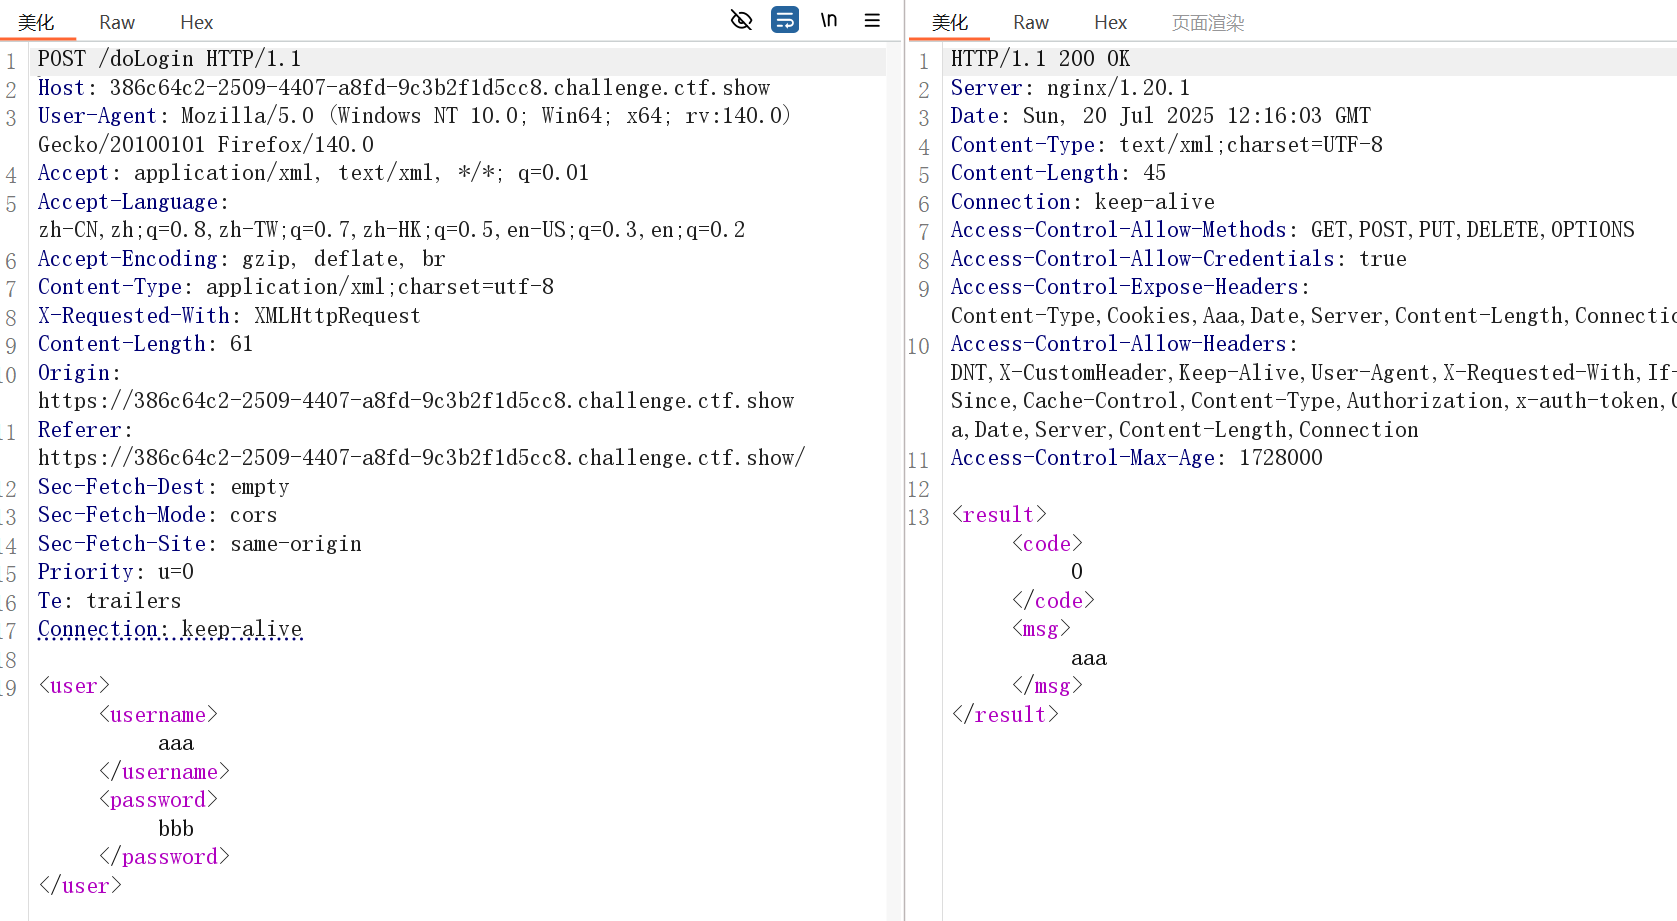 美化 Raw Hex \n
1 POST /doLogin HTTP/1.1
2 Host: 386c64c2-2509-4407-a8fd-9c3b2f1d5cc8.challenge.ctf.show
3 User-Agent: Mozilla/5.0 (Windows NT 10.0; Win64; x64; rv:140.0)
Gecko/20100101 Firefox/140.0
4 Accept: application/xml, text/xml, */*; q=0.01
5 Accept-Language:
zh-CN,zh;q=0.8,zh-TW;q=0.7,zh-HK;q=0.5,en-US;q=0.3,en;q=0.2
6 Accept-Encoding: gzip, deflate, br
7 Content-Type: application/xml;charset=utf-8
8 X-Requested-With: XMLHttpRequest
9 Content-Length: 61
10 Origin:
https://386c64c2-2509-4407-a8fd-9c3b2f1d5cc8.challenge.ctf.show
11 Referer:
https://386c64c2-2509-4407-a8fd-9c3b2f1d5cc8.challenge.ctf.show/
12 Sec-Fetch-Dest: empty
13 Sec-Fetch-Mode: cors
14 Sec-Fetch-Site: same-origin
15 Priority: u=0
16 Te: trailers
17 Connection: keep-alive
18
19 <user>
<username>
aaa
</username>
<password>
bbb
</password>
</user>
美化 Raw Hex 页面渲染
1 HTTP/1.1 200 OK
2 Server: nginx/1.20.1
3 Date: Sun, 20 Jul 2025 12:16:03 GMT
4 Content-Type: text/xml;charset=UTF-8
5 Content-Length: 45
6 Connection: keep-alive
7 Access-Control-Allow-Methods: GET,POST,PUT,DELETE,OPTIONS
8 Access-Control-Allow-Credentials: true
9 Access-Control-Expose-Headers:
Content-Type,Cookies,Aaa,Date,Server,Content-Length,Connectio
10 Access-Control-Allow-Headers:
DNT,X-CustomHeader,Keep-Alive,User-Agent,X-Requested-With,If-
Since,Cache-Control,Content-Type,Authorization,x-auth-token,C
a,Date,Server,Content-Length,Connection
11 Access-Control-Max-Age: 1728000
12
13 <result>
<code>
0
</code>
<msg>
aaa
</msg>
</result>